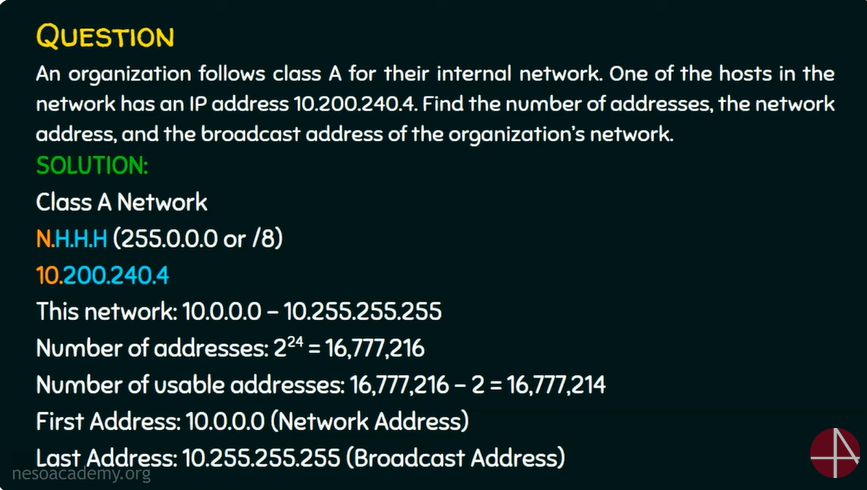 QUESTION
An organization follows class A for their internal network. One of the hosts in the
network has an IP address 10.200.240.4. Find the number of addresses, the network
address, and the broadcast address of the organization's network.
SOLUTION:
Class A Network
N.H.H.H (255.0.0.0 or /8)
10.200.240.4
This network: 10.0.0.0 – 10.255.255.255
Number of addresses: 2²⁴ = 16,777,216
Number of usable addresses: 16,777,216 – 2 = 16,777,214
First Address: 10.0.0.0 (Network Address)
Last Address: 10.255.255.255 (Broadcast Address)
nesoacademy.org